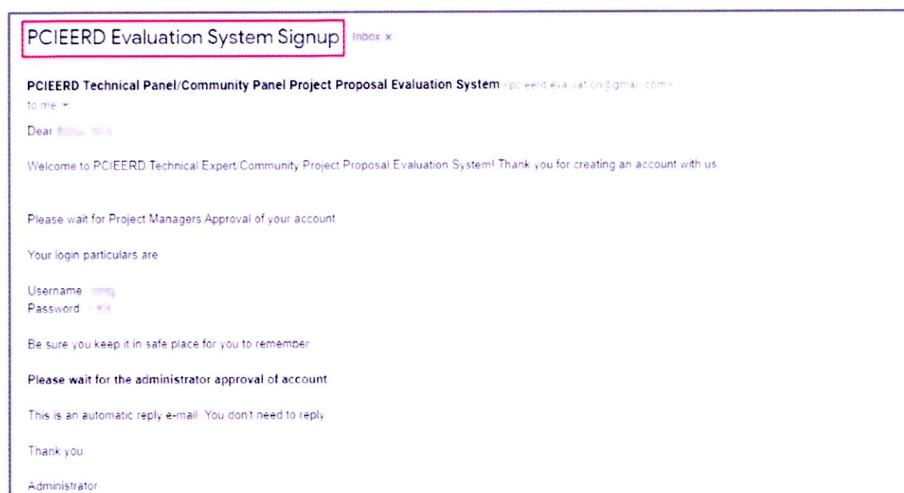 PCIEERD Evaluation System Signup Inbox x
PCIEERD Technical Panel/Community Panel Project Proposal Evaluation System <pcieerd.evaluation@gmail.com>
to me
Dear
Welcome to PCIEERD Technical Expert/Community Project Proposal Evaluation System! Thank you for creating an account with us
Please wait for Project Managers Approval of your account
Your login particulars are
Username
Password
Be sure you keep it in safe place for you to remember
Please wait for the administrator approval of account
This is an automatic reply e-mail. You don't need to reply
Thank you
Administrator